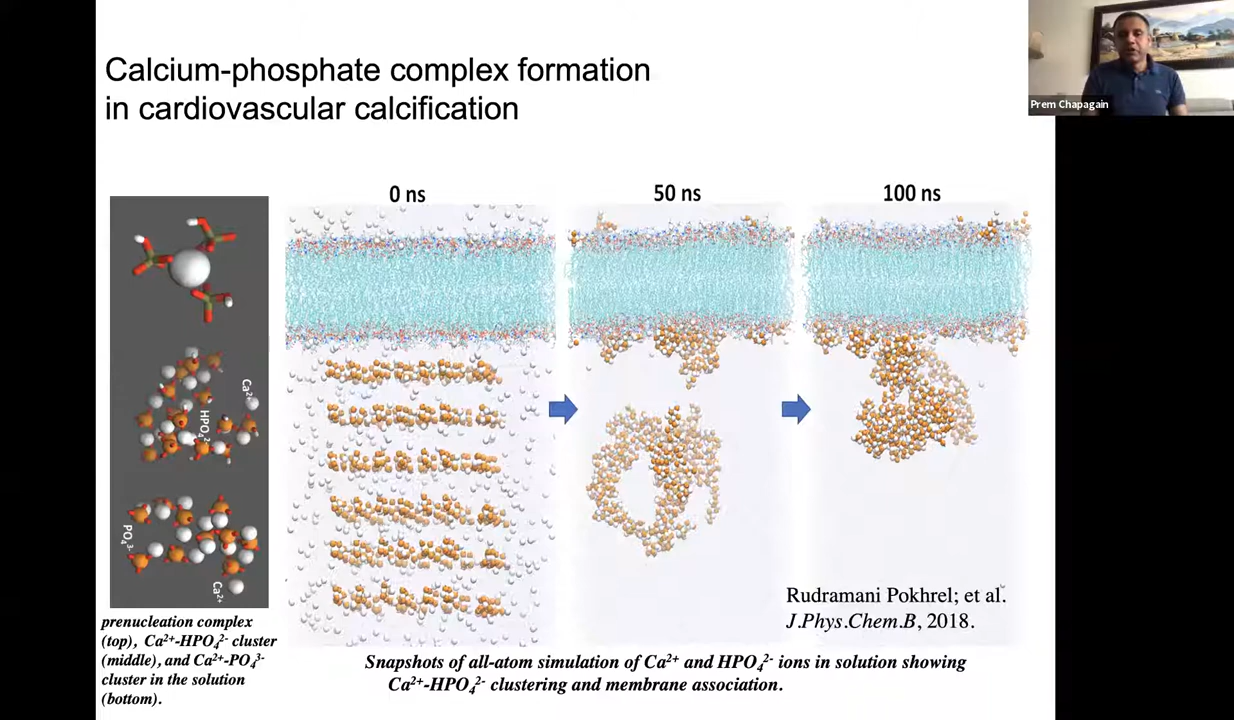 Calcium-phosphate complex formation
in cardiovascular calcification
Prem Chapagain
0 ns
50 ns
100 ns
Ca²⁺
HPO₄²⁻
PO₄³⁻
Ca²⁺
prenucleation complex
(top), Ca²⁺-HPO₄²⁻ cluster
(middle), and Ca²⁺-PO₄³⁻
cluster in the solution
(bottom).
Rudramani Pokhrel; et al.
J.Phys.Chem.B, 2018.
Snapshots of all-atom simulation of Ca²⁺ and HPO₄²⁻ ions in solution showing
Ca²⁺-HPO₄²⁻ clustering and membrane association.